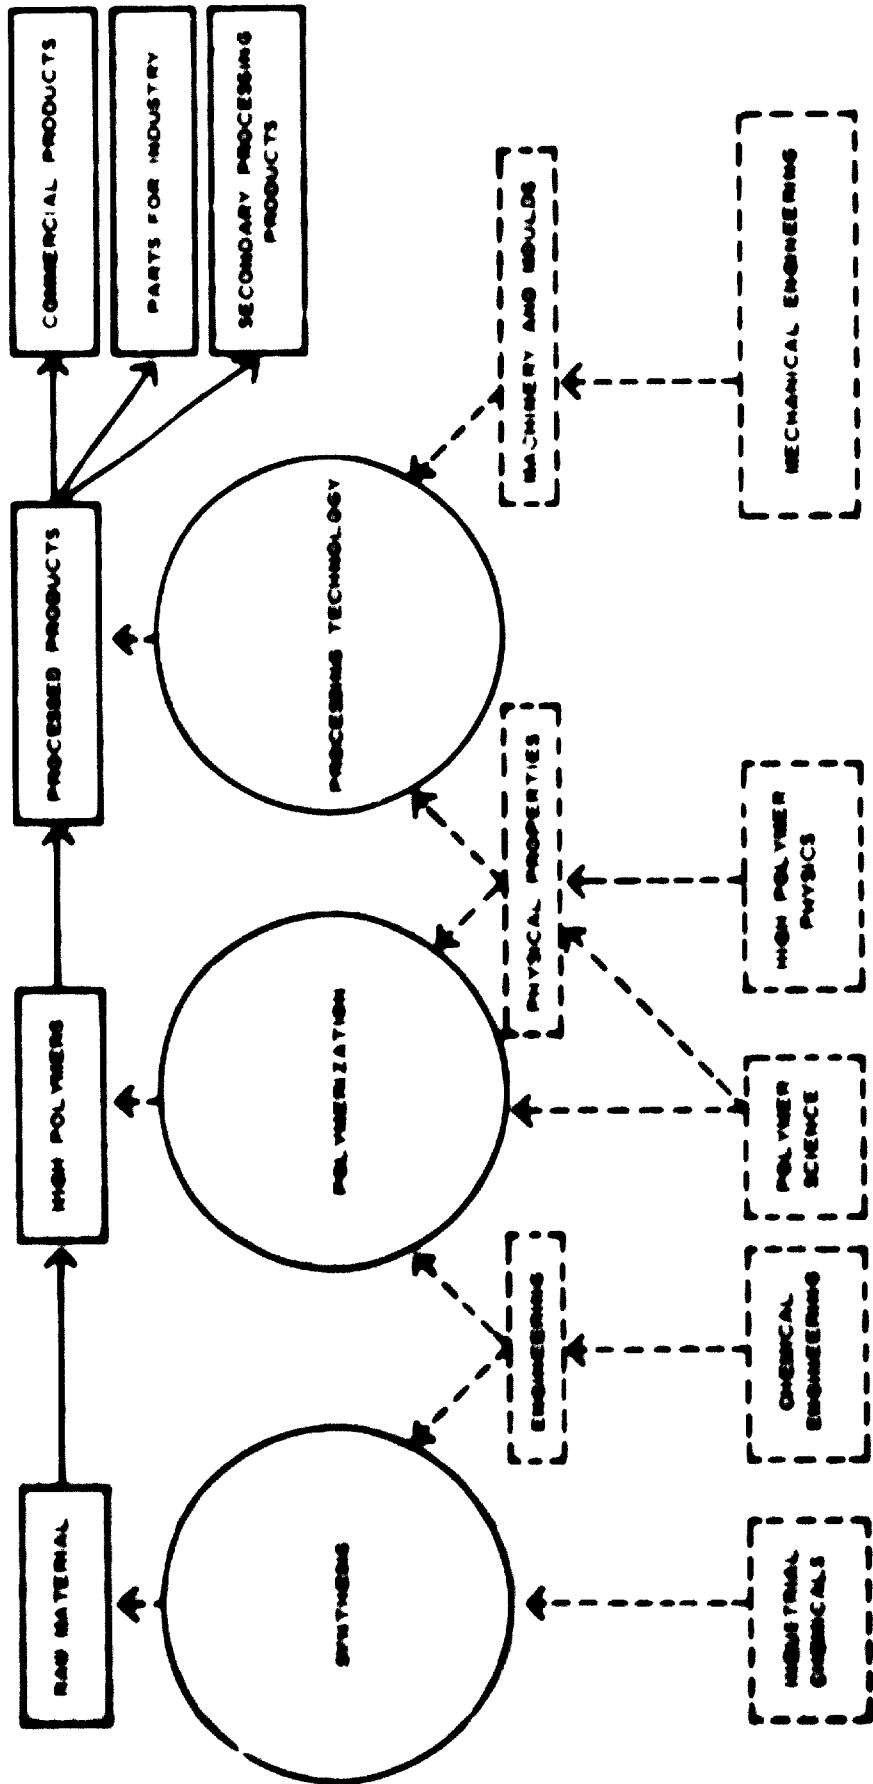 COMMERCIAL PRODUCTS
PARTS FOR INDUSTRY
SECONDARY PROCESSING
PRODUCTS
RAW MATERIAL
HIGH POLYMERS
PROCESSED PRODUCTS
SYNTHESIS
POLYMERIZATION
PROCESSING TECHNOLOGY
ENGINEERING
PHYSICAL PROPERTIES
MACHINERY AND MOULDS
INDUSTRIAL
CHEMICALS
CHEMICAL
ENGINEERING
POLYMER
SCIENCE
HIGH POLYMER
PHYSICS
MECHANICAL ENGINEERING